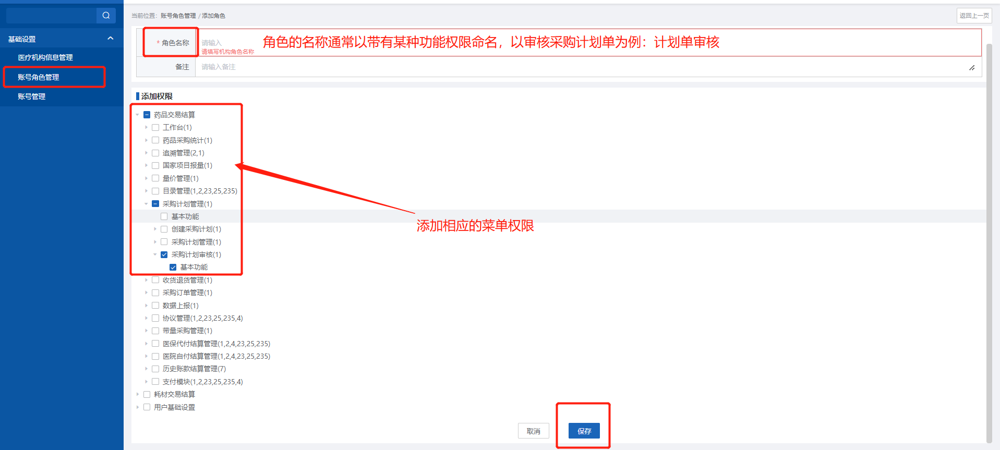 当前位置：账号角色管理 / 添加角色
返回上一页
基础设置
医疗机构信息管理
账号角色管理
账号管理
* 角色名称
请输入
请填写机构角色名称
角色的名称通常以带有某种功能权限命名，以审核采购计划单为例：计划单审核
备注
请输入备注
添加权限
药品交易结算
工作台(1)
药品采购统计(1)
追溯管理(2,1)
国家项目报量(1)
量价管理(1)
目录管理(1,2,23,25,235)
采购计划管理(1)
基本功能
添加相应的菜单权限
创建采购计划(1)
采购计划管理(1)
采购计划审核(1)
基本功能
收货退货管理(1)
采购订单管理(1)
数据上报(1)
协议管理(1,2,23,25,235,4)
带量采购管理(1)
医保代付结算管理(1,2,4,23,25,235)
医院自付结算管理(1,2,4,23,25,235)
历史账款结算管理(7)
支付模块(1,2,23,25,235,4)
耗材交易结算
用户基础设置
取消
保存